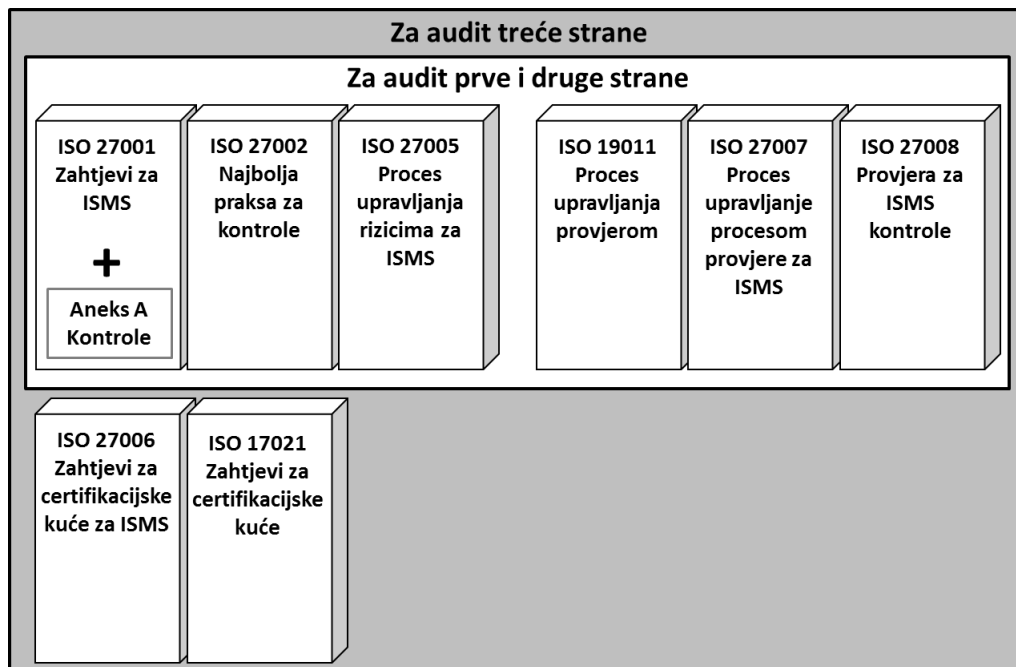 Za audit treće strane
Za audit prve i druge strane
ISO 27001
Zahtjevi za
ISMS
+
Aneks A
Kontrole
ISO 27002
Najbolja
praksa za
kontrole
ISO 27005
Proces
upravljanja
rizicima za
ISMS
ISO 19011
Proces
upravljanja
provjerom
ISO 27007
Proces
upravljanje
procesom
provjere za
ISMS
ISO 27008
Provjera za
ISMS
kontrole
ISO 27006
Zahtjevi za
certifikacijske
kuće za ISMS
ISO 17021
Zahtjevi za
certifikacijske
kuće